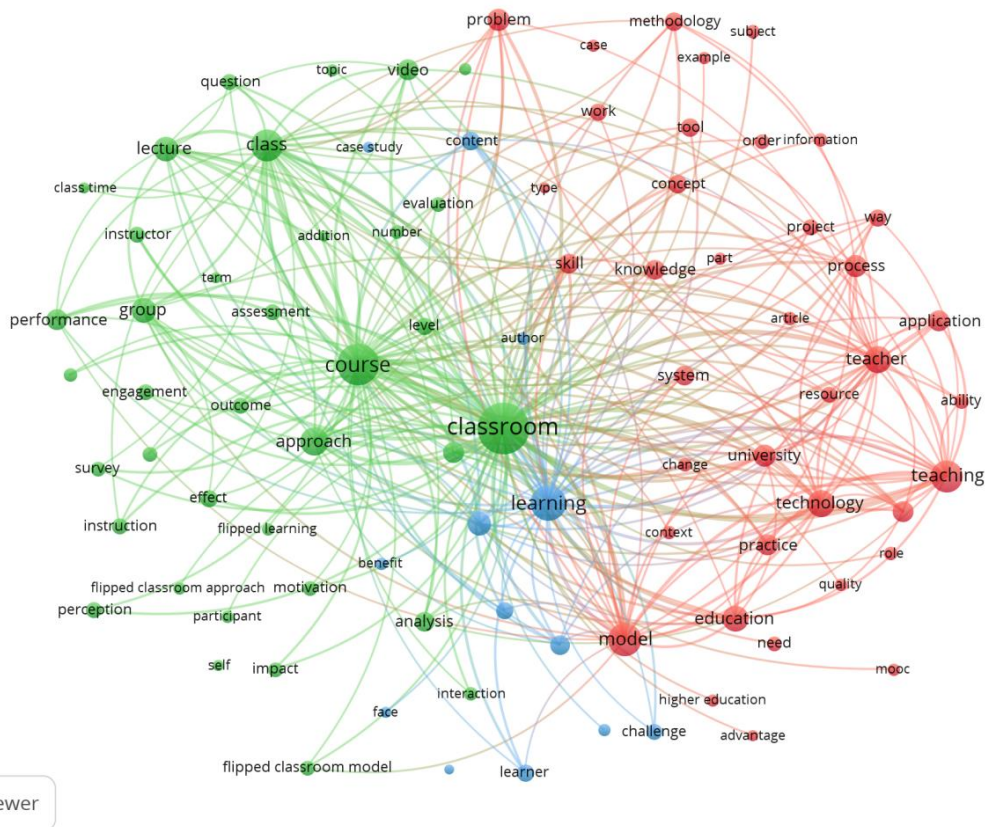 problem
methodology
subject
case
example
question
topic
video
work
tool
lecture
class
case study
content
order
information
class time
type
concept
evaluation
instructor
addition
number
project
way
term
skill
knowledge
part
process
performance
group
assessment
level
author
article
application
course
system
teacher
engagement
outcome
resource
ability
classroom
approach
survey
change
university
teaching
effect
learning
technology
instruction
flipped learning
context
practice
benefit
role
flipped classroom approach
motivation
quality
perception
participant
analysis
education
model
need
self
impact
mooc
interaction
higher education
face
challenge
advantage
flipped classroom model
learner
ewer